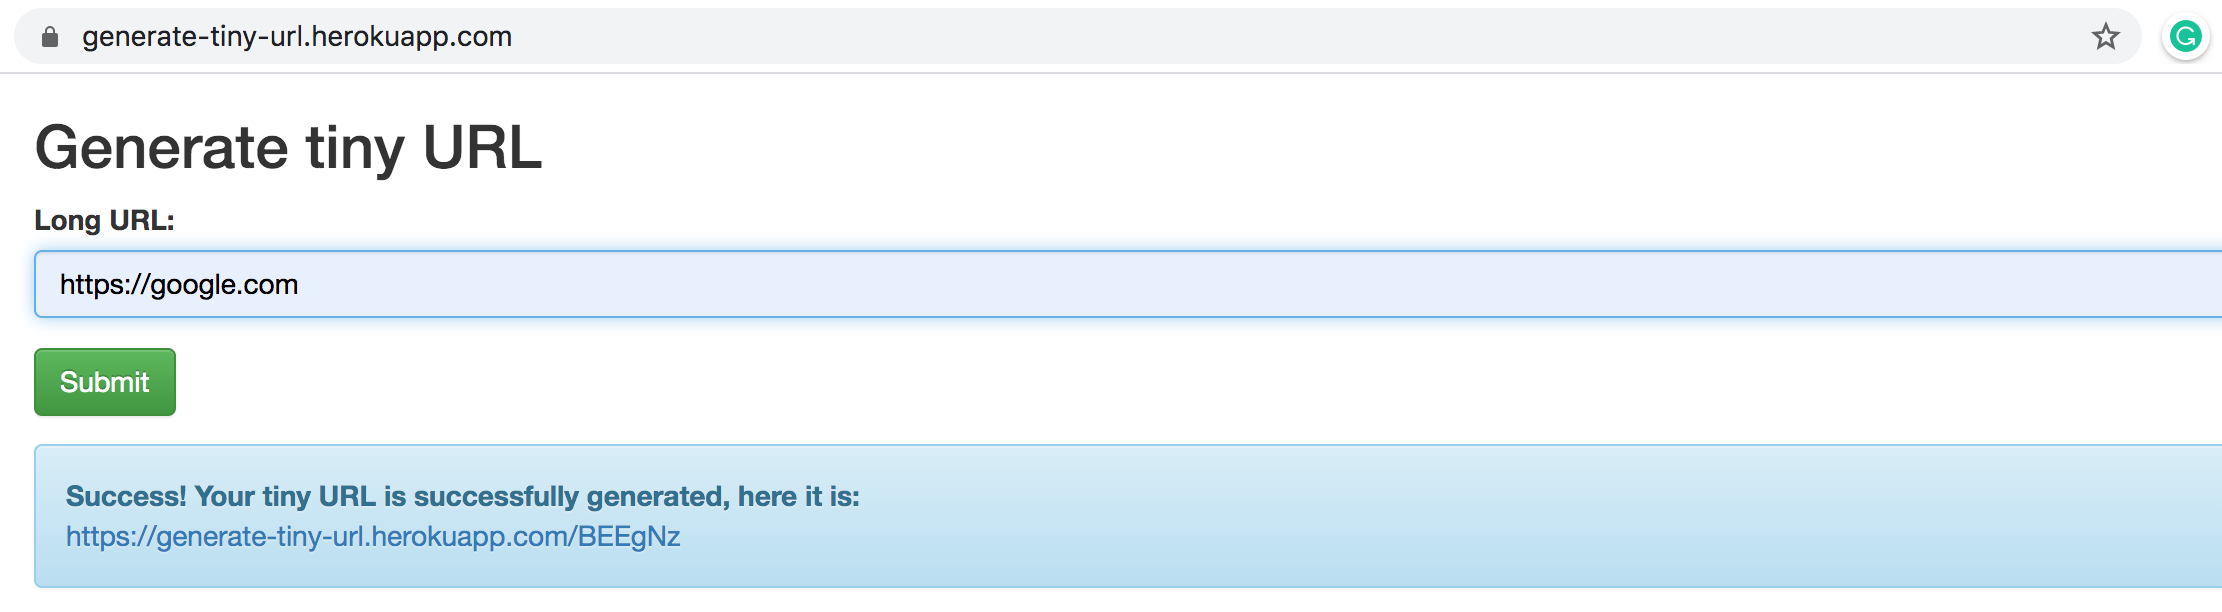 generate-tiny-url.herokuapp.com
Generate tiny URL
Long URL:
https://google.com
Submit
Success! Your tiny URL is successfully generated, here it is:
https://generate-tiny-url.herokuapp.com/BEEgNz